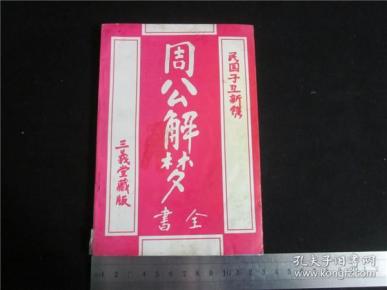 民国子丑新镌
周公解梦
全書
三義堂藏版
孔夫子旧书网